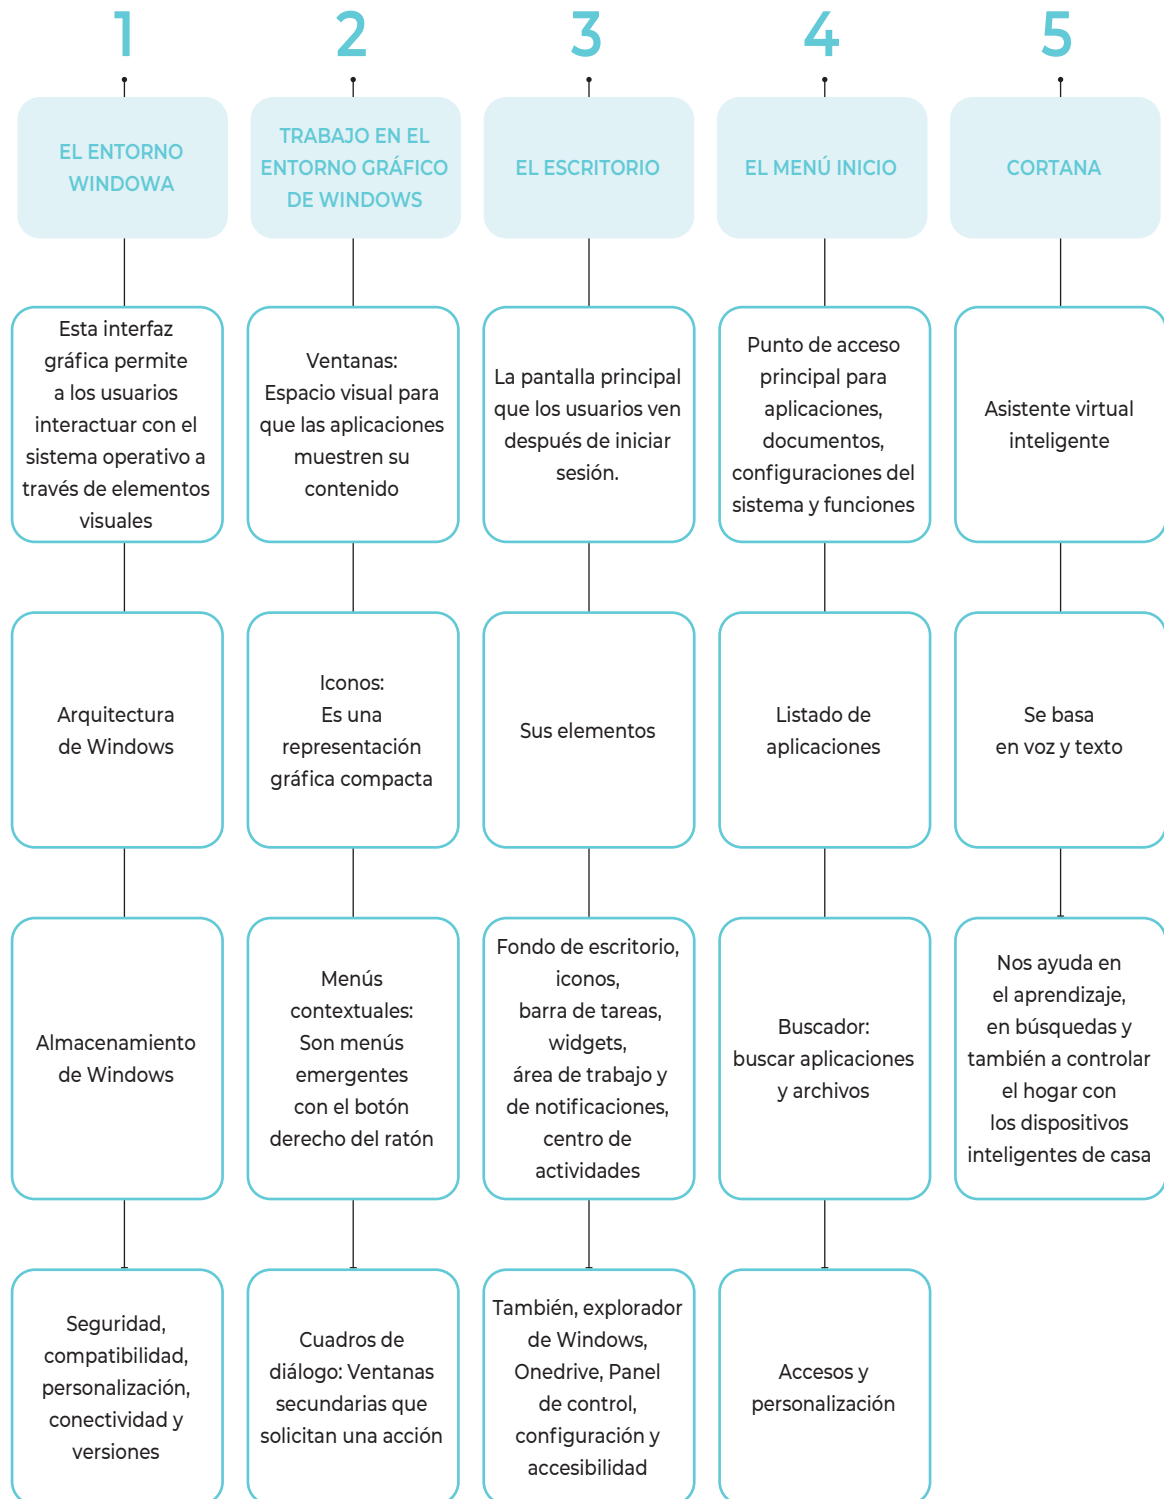 1
EL ENTORNO
WINDOWA
Esta interfaz
gráfica permite
a los usuarios
interactuar con el
sistema operativo a
través de elementos
visuales
Arquitectura
de Windows
Almacenamiento
de Windows
Seguridad,
compatibilidad,
personalización,
conectividad y
versiones
2
TRABAJO EN EL
ENTORNO GRÁFICO
DE WINDOWS
Ventanas:
Espacio visual para
que las aplicaciones
muestren su
contenido
Iconos:
Es una
representación
gráfica compacta
Menús
contextuales:
Son menús
emergentes
con el botón
derecho del ratón
Cuadros de
diálogo: Ventanas
secundarias que
solicitan una acción
3
EL ESCRITORIO
La pantalla principal
que los usuarios ven
después de iniciar
sesión.
Sus elementos
Fondo de escritorio,
iconos,
barra de tareas,
widgets,
área de trabajo y
de notificaciones,
centro de
actividades
También, explorador
de Windows,
Onedrive, Panel
de control,
configuración y
accesibilidad
4
EL MENÚ INICIO
Punto de acceso
principal para
aplicaciones,
documentos,
configuraciones del
sistema y funciones
Listado de
aplicaciones
Buscador:
buscar aplicaciones
y archivos
Accesos y
personalización
5
CORTANA
Asistente virtual
inteligente
Se basa
en voz y texto
Nos ayuda en
el aprendizaje,
en búsquedas y
también a controlar
el hogar con
los dispositivos
inteligentes de casa